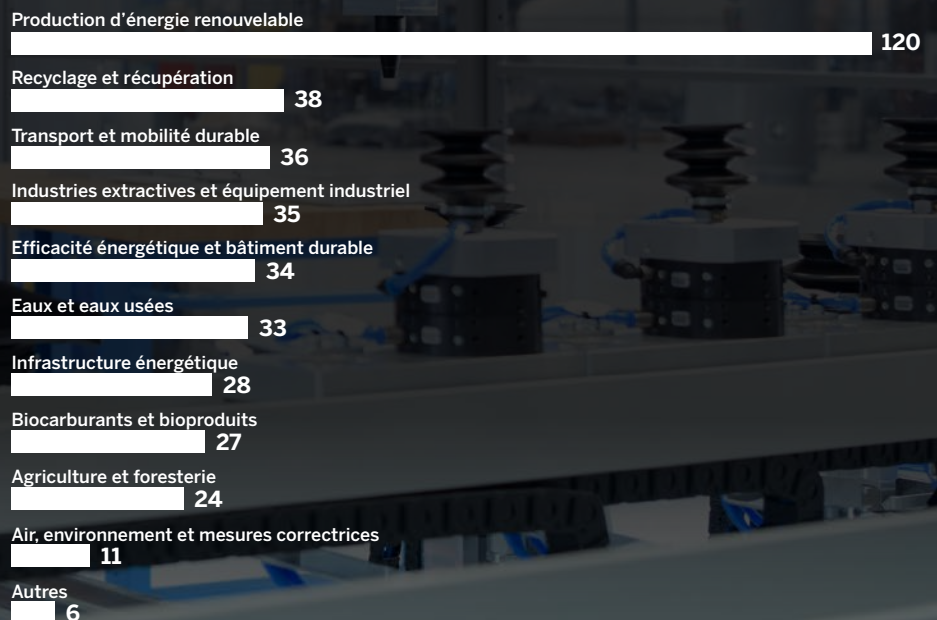 Production d’énergie renouvelable
120
Recyclage et récupération
38
Transport et mobilité durable
36
Industries extractives et équipement industriel
35
Efficacité énergétique et bâtiment durable
34
Eaux et eaux usées
33
Infrastructure énergétique
28
Biocarburants et bioproduits
27
Agriculture et foresterie
24
Air, environnement et mesures correctrices
11
Autres
6